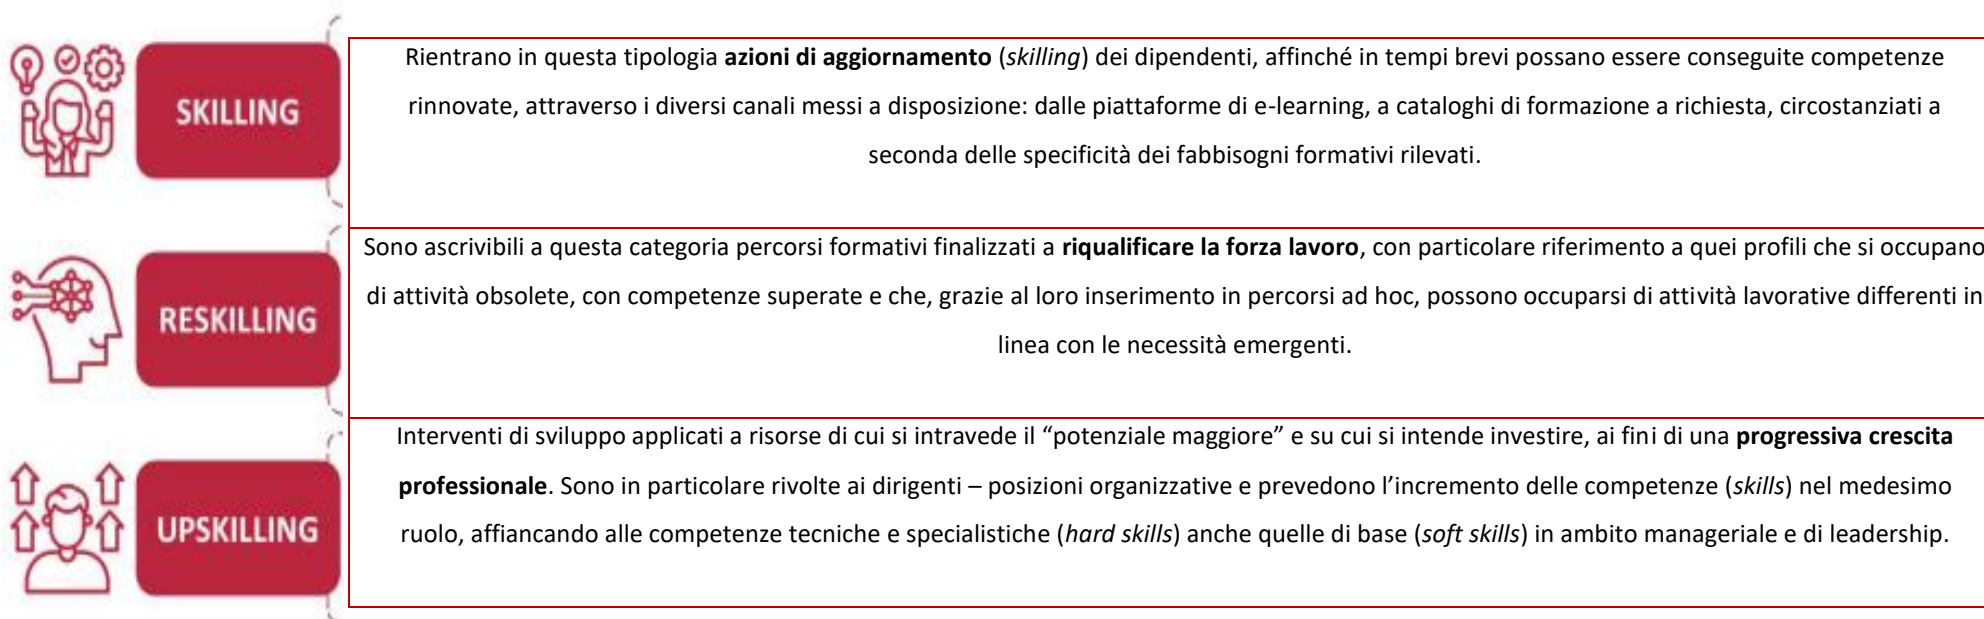 SKILLING
Rientrano in questa tipologia azioni di aggiornamento (skilling) dei dipendenti, affinché in tempi brevi possano essere conseguite competenze
rinnovate, attraverso i diversi canali messi a disposizione: dalle piattaforme di e-learning, a cataloghi di formazione a richiesta, circostanziati a
seconda delle specificità dei fabbisogni formativi rilevati.
RESKILLING
Sono ascrivibili a questa categoria percorsi formativi finalizzati a riqualificare la forza lavoro, con particolare riferimento a quei profili che si occupano
di attività obsolete, con competenze superate e che, grazie al loro inserimento in percorsi ad hoc, possono occuparsi di attività lavorative differenti in
linea con le necessità emergenti.
UPSKILLING
Interventi di sviluppo applicati a risorse di cui si intravede il “potenziale maggiore” e su cui si intende investire, ai fini di una progressiva crescita
professionale. Sono in particolare rivolte ai dirigenti – posizioni organizzative e prevedono l’incremento delle competenze (skills) nel medesimo
ruolo, affiancando alle competenze tecniche e specialistiche (hard skills) anche quelle di base (soft skills) in ambito manageriale e di leadership.